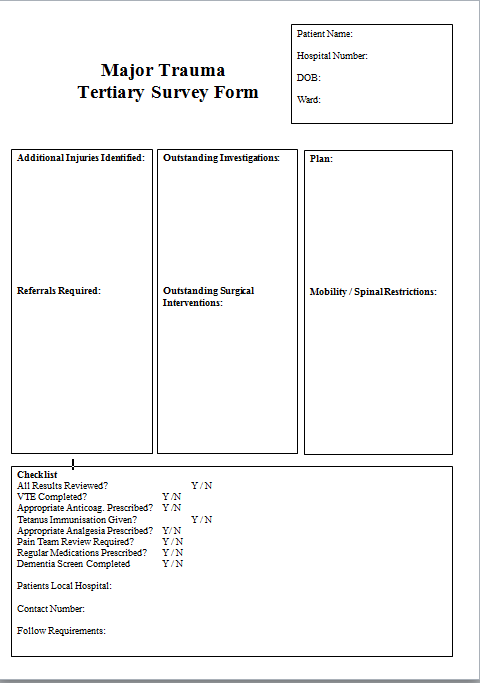 Patient Name:
Hospital Number:
DOB:
Ward:
Major Trauma
Tertiary Survey Form
Additional Injuries Identified:
Referrals Required:
Outstanding Investigations:
Outstanding Surgical
Interventions:
Plan:
Mobility / Spinal Restrictions:
Checklist
All Results Reviewed? Y / N
VTE Completed? Y /N
Appropriate Anticoag. Prescribed? Y /N
Tetanus Immunisation Given? Y / N
Appropriate Analgesia Prescribed? Y/ N
Pain Team Review Required? Y / N
Regular Medications Prescribed? Y / N
Dementia Screen Completed Y / N
Patients Local Hospital:
Contact Number:
Follow Requirements: